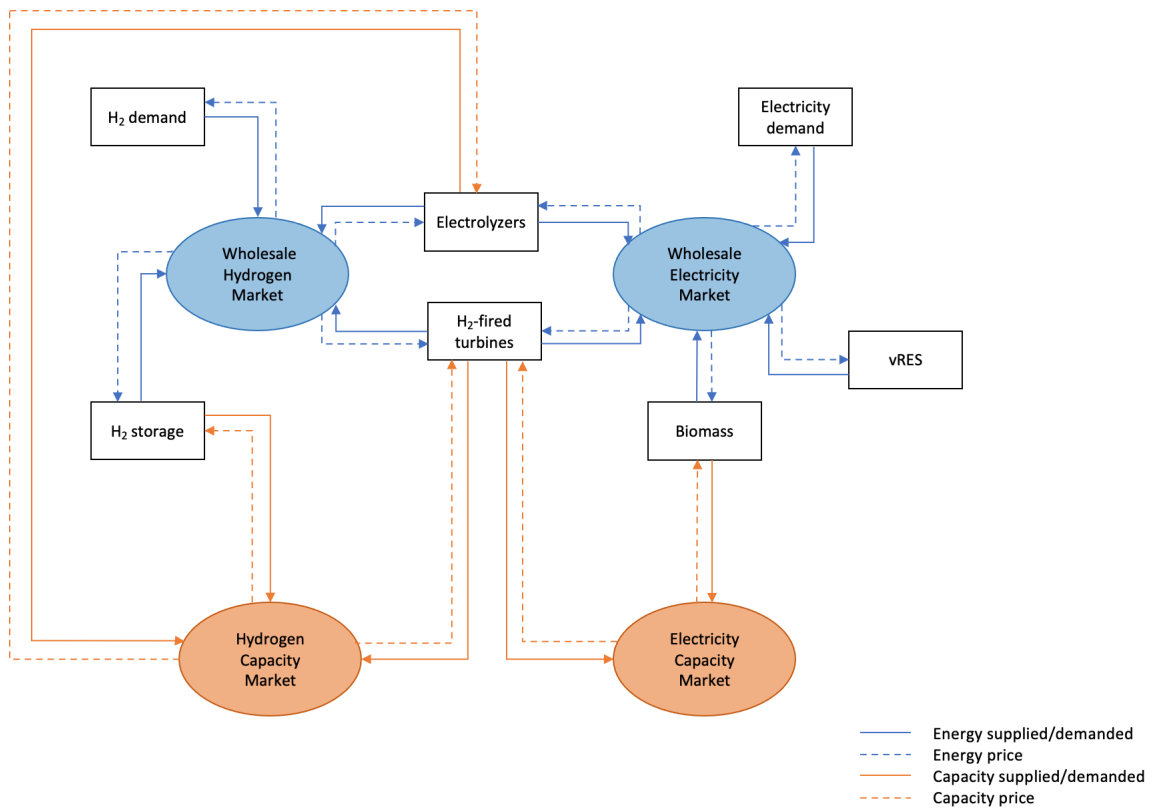 H₂ demand
Electricity
demand
Electrolyzers
Wholesale
Hydrogen
Market
Wholesale
Electricity
Market
H₂-fired
turbines
vRES
H₂ storage
Biomass
Hydrogen
Capacity
Market
Electricity
Capacity
Market
Energy supplied/demanded
Energy price
Capacity supplied/demanded
Capacity price